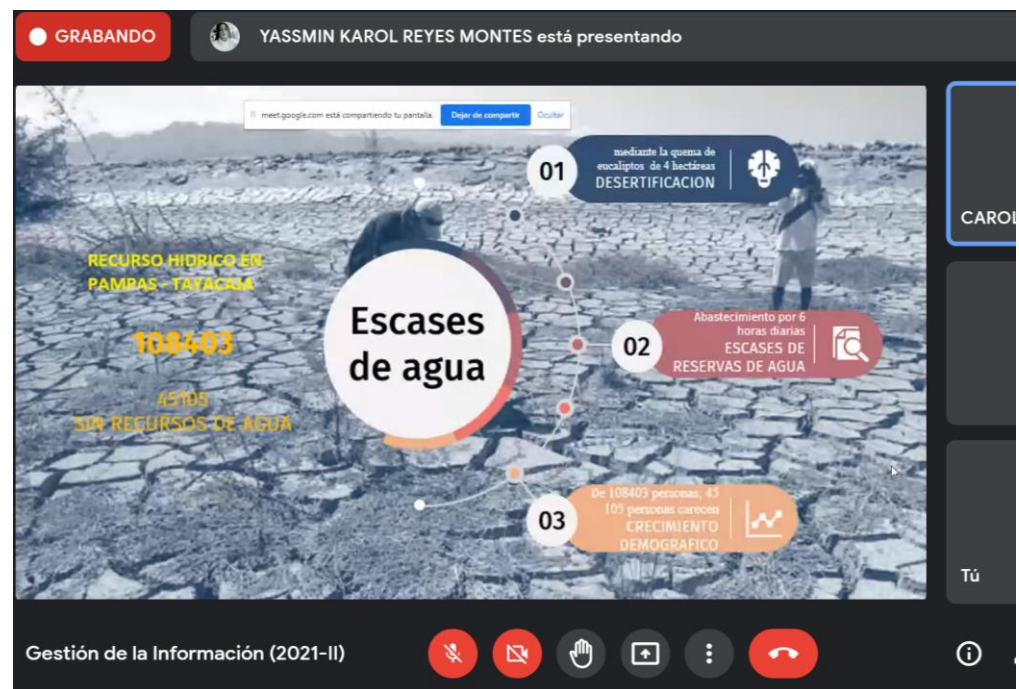 GRABANDO
YASSMIN KAROL REYES MONTES está presentando
meet.google.com está compartiendo tu pantalla.
Dejar de compartir
Ocultar
01
mediante la quema de
eucaliptos de 4 hectáreas
DESERTIFICACION
CAROL
RECURSO HIDRICO EN
PAMPAS - TAYACAJA
108403
45105
SIN RECURSOS DE AGUA
Escases
de agua
02
Abastecimiento por 6
horas diarias
ESCASES DE
RESERVAS DE AGUA
03
De 108403 personas, 45
105 personas carecen
CRECIMIENTO
DEMOGRAFICO
Tú
Gestión de la Información (2021-II)